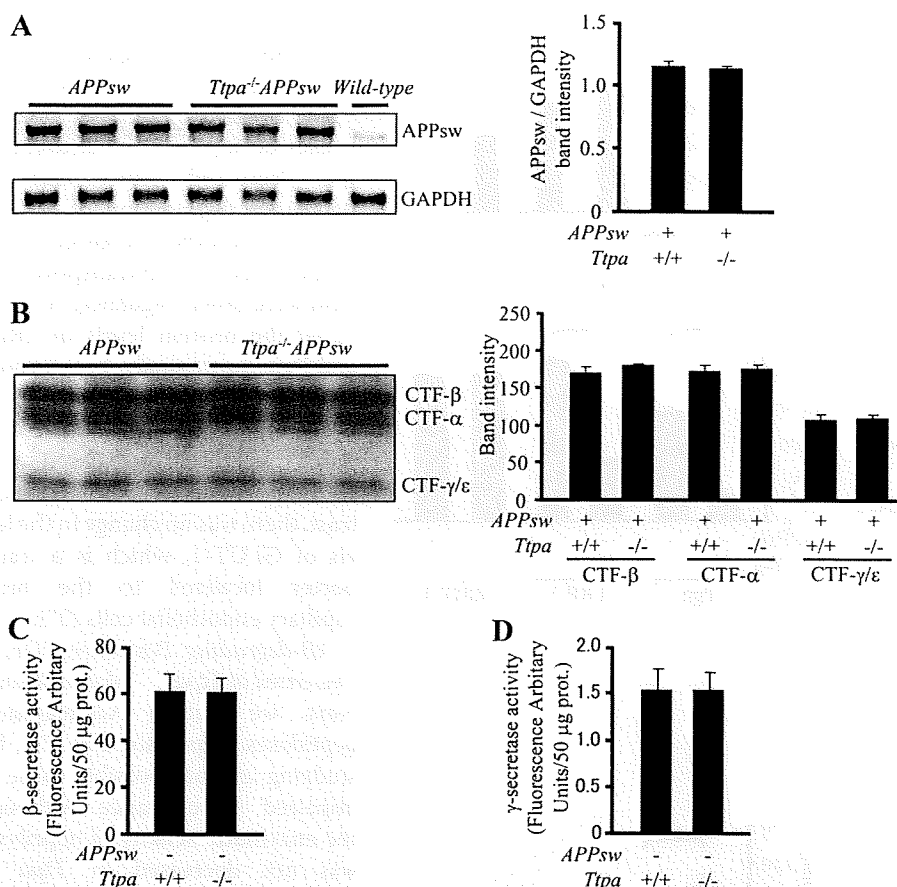 A
APPsw Ttpa-/-APPsw Wild-type
APPsw
GAPDH
APPsw / GAPDH
band intensity
1.5
1.0
0.5
0
APPsw + +
Ttpa +/+ -/-
B
APPsw Ttpa-/-APPsw
CTF-β
CTF-α
CTF-γ/ε
Band intensity
250
200
150
100
50
0
APPsw + + + + + +
Ttpa +/+ -/- +/+ -/- +/+ -/-
CTF-β CTF-α CTF-γ/ε
C
β-secretase activity
(Fluorescence Arbitary
Units/50 μg prot.)
80
60
40
20
0
APPsw - -
Ttpa +/+ -/-
D
γ-secretase activity
(Fluorescence Arbitary
Units/50 μg prot.)
2.0
1.5
1.0
0.5
0
APPsw - -
Ttpa +/+ -/-